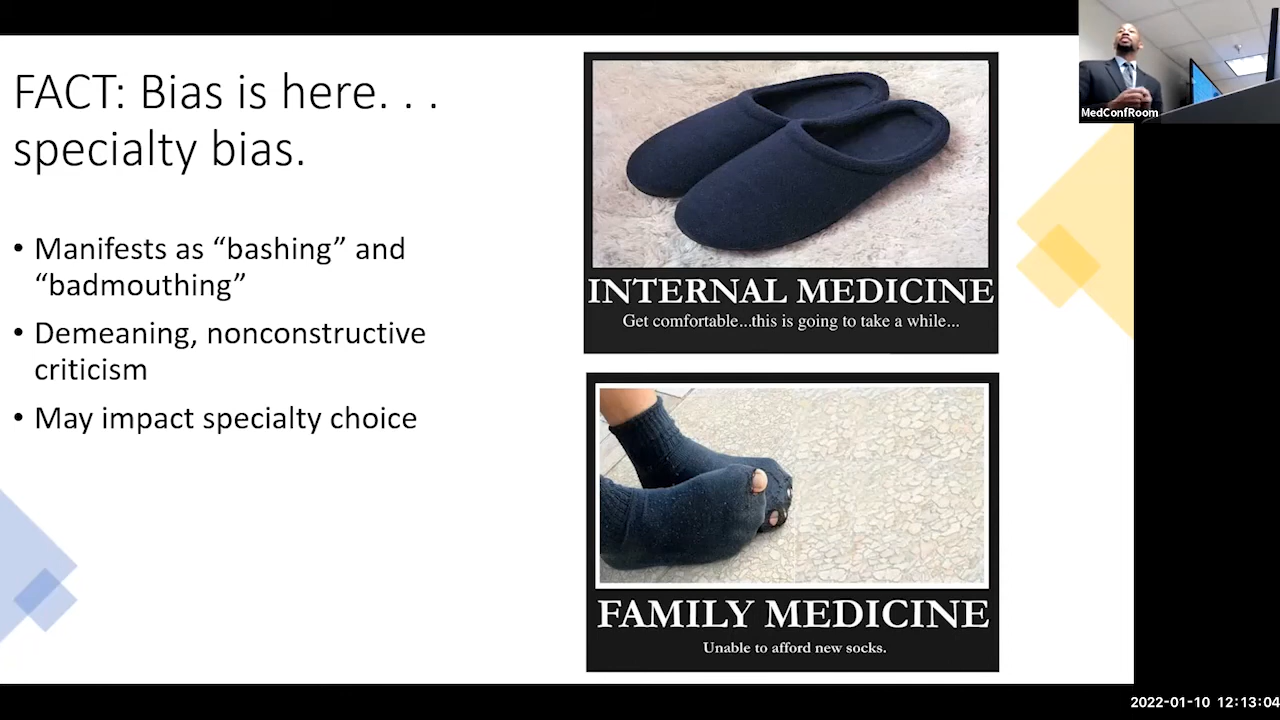 FACT: Bias is here. . .
specialty bias.
• Manifests as “bashing” and
“badmouthing”
• Demeaning, nonconstructive
criticism
• May impact specialty choice
INTERNAL MEDICINE
Get comfortable...this is going to take a while...
FAMILY MEDICINE
Unable to afford new socks.
MedConfRoom
2022-01-10 12:13:04